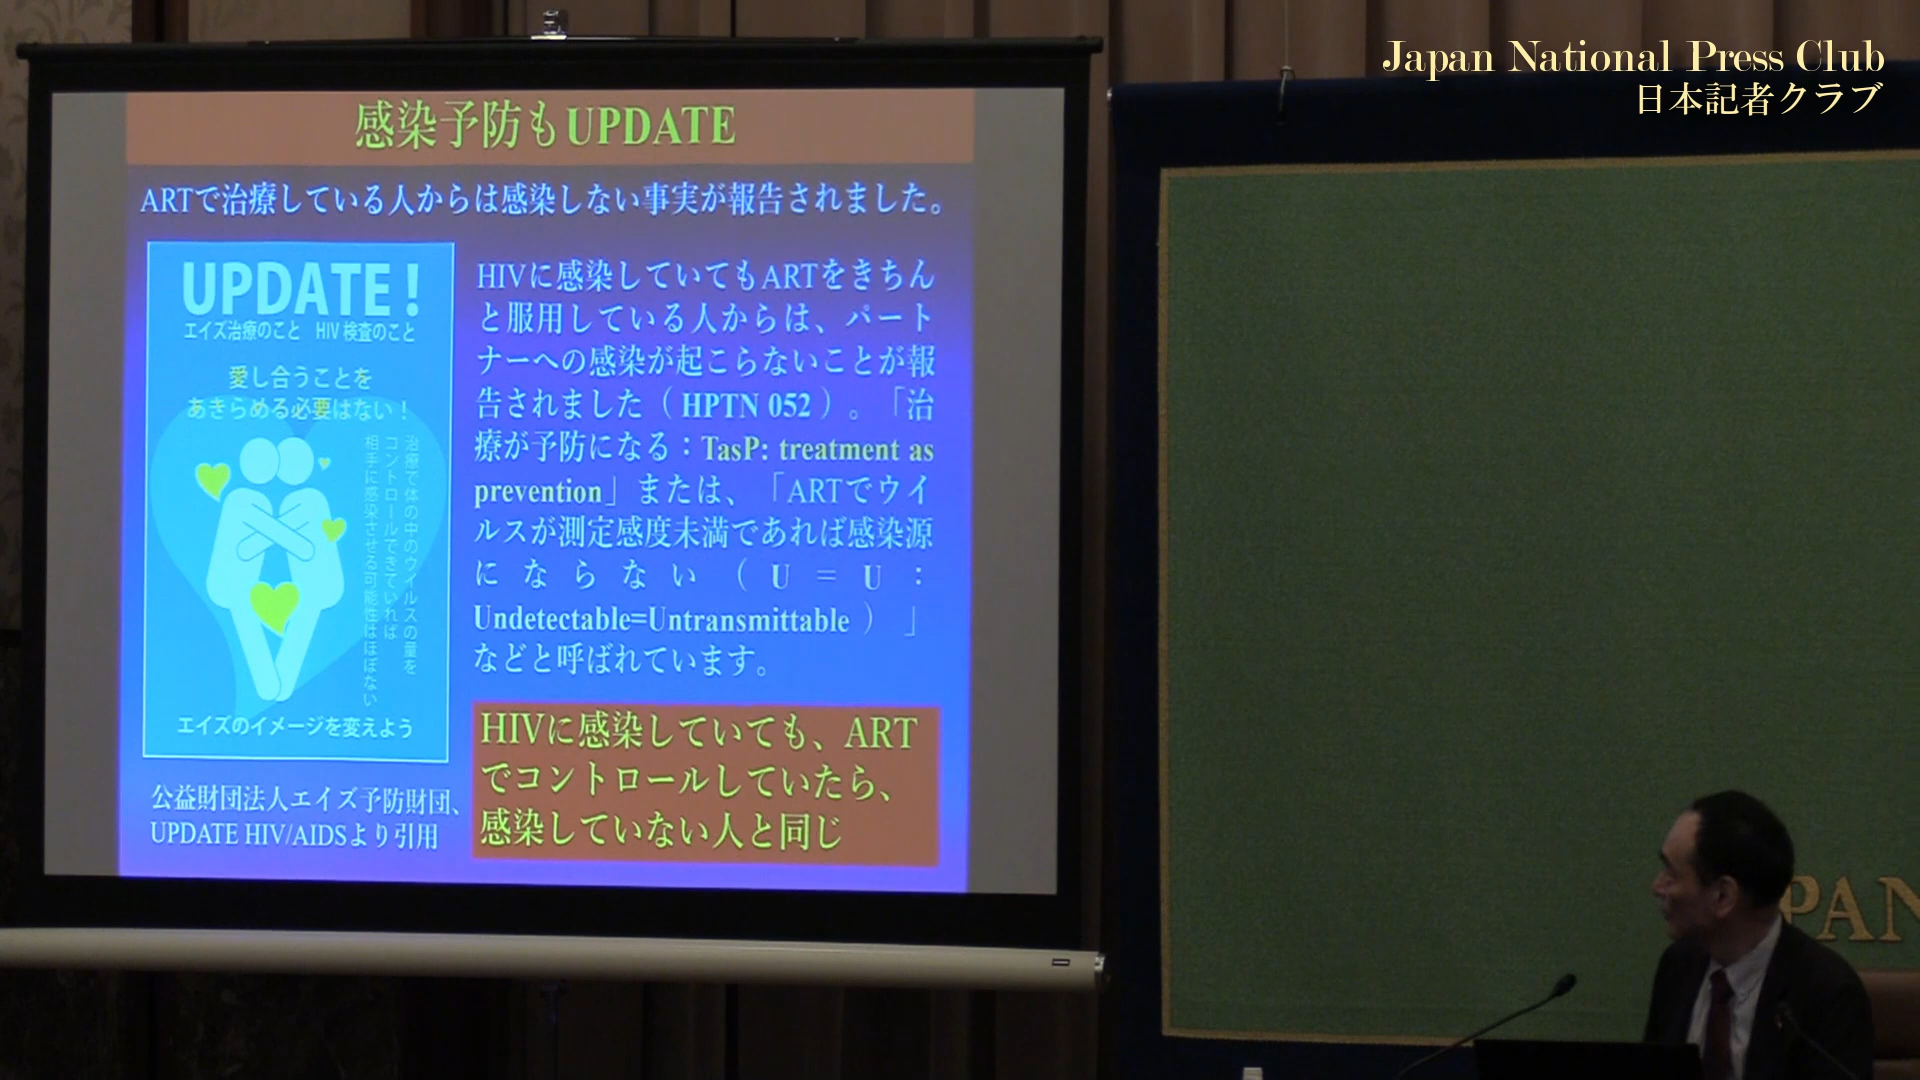 Japan National Press Club
日本記者クラブ
感染予防もUPDATE
ARTで治療している人からは感染しない事実が報告されました。
UPDATE！
エイズ治療のこと HIV検査のこと
愛し合うことを
あきらめる必要はない！
治療で体の中のウイルスの量を
コントロールできていれば
相手に感染させる可能性はほぼない
エイズのイメージを変えよう
公益財団法人エイズ予防財団、
UPDATE HIV/AIDSより引用
HIVに感染していてもARTをきちん
と服用している人からは、パート
ナーへの感染が起こらないことが報
告されました（HPTN 052）。「治
療が予防になる：TasP: treatment as
prevention」または、「ARTでウイ
ルスが測定感度未満であれば感染源
にならない（U＝U：
Undetectable=Untransmittable）」
などと呼ばれています。
HIVに感染していても、ART
でコントロールしていたら、
感染していない人と同じ
PAN